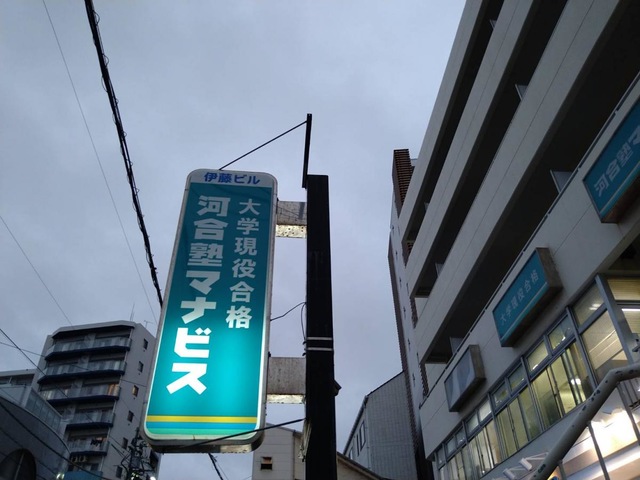 伊藤ビル
大学現役合格
河合塾マナビス
大学現役合格
河合塾